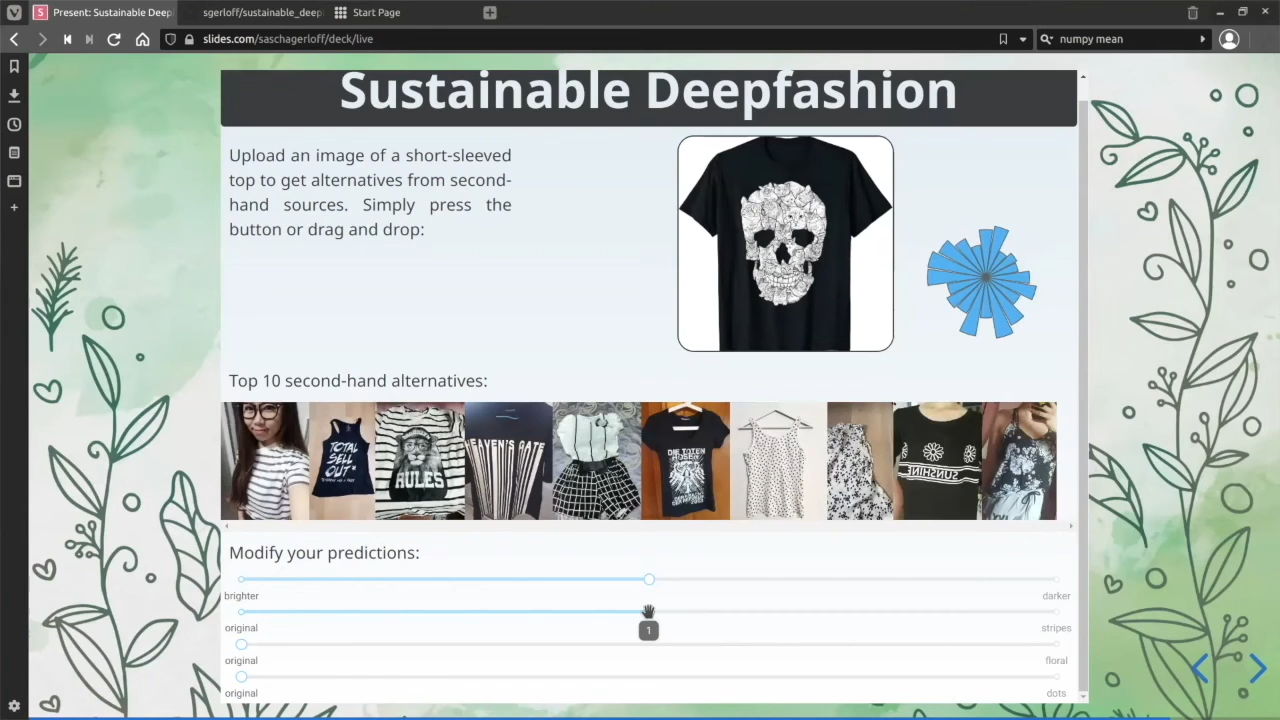 Present: Sustainable Deep
sgerloff/sustainable_deep
Start Page
slides.com/saschagerloff/deck/live
numpy mean
Sustainable Deepfashion
Upload an image of a short-sleeved
top to get alternatives from second-
hand sources. Simply press the
button or drag and drop:
Top 10 second-hand alternatives:
TOTAL
SELL
OUT*
RULES
HEAVEN'S GATE
DIE TOTEN
HOSEN
SUNSHINE
Modify your predictions:
brighter
darker
1
original
stripes
original
floral
original
dots